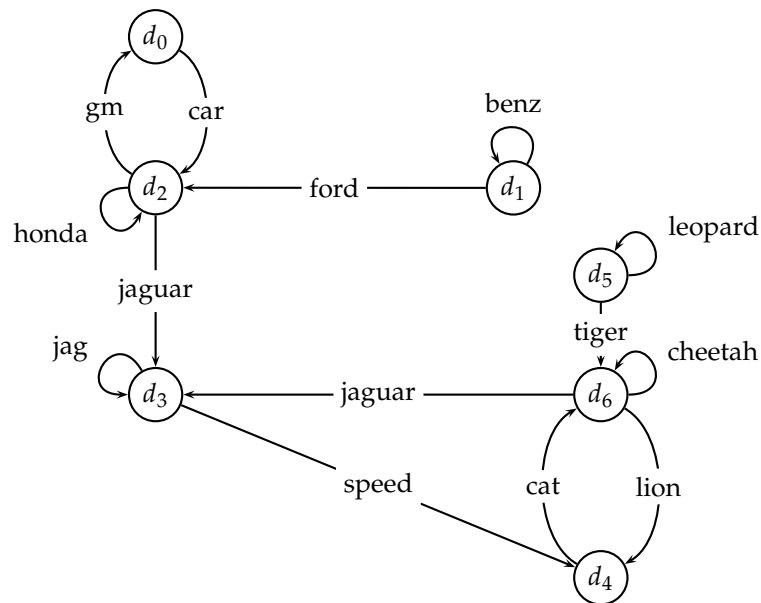 d0
gm car
benz
d2 ford d1
honda
leopard
d5
jaguar
tiger
jag cheetah
d3 jaguar d6
speed cat lion
d4